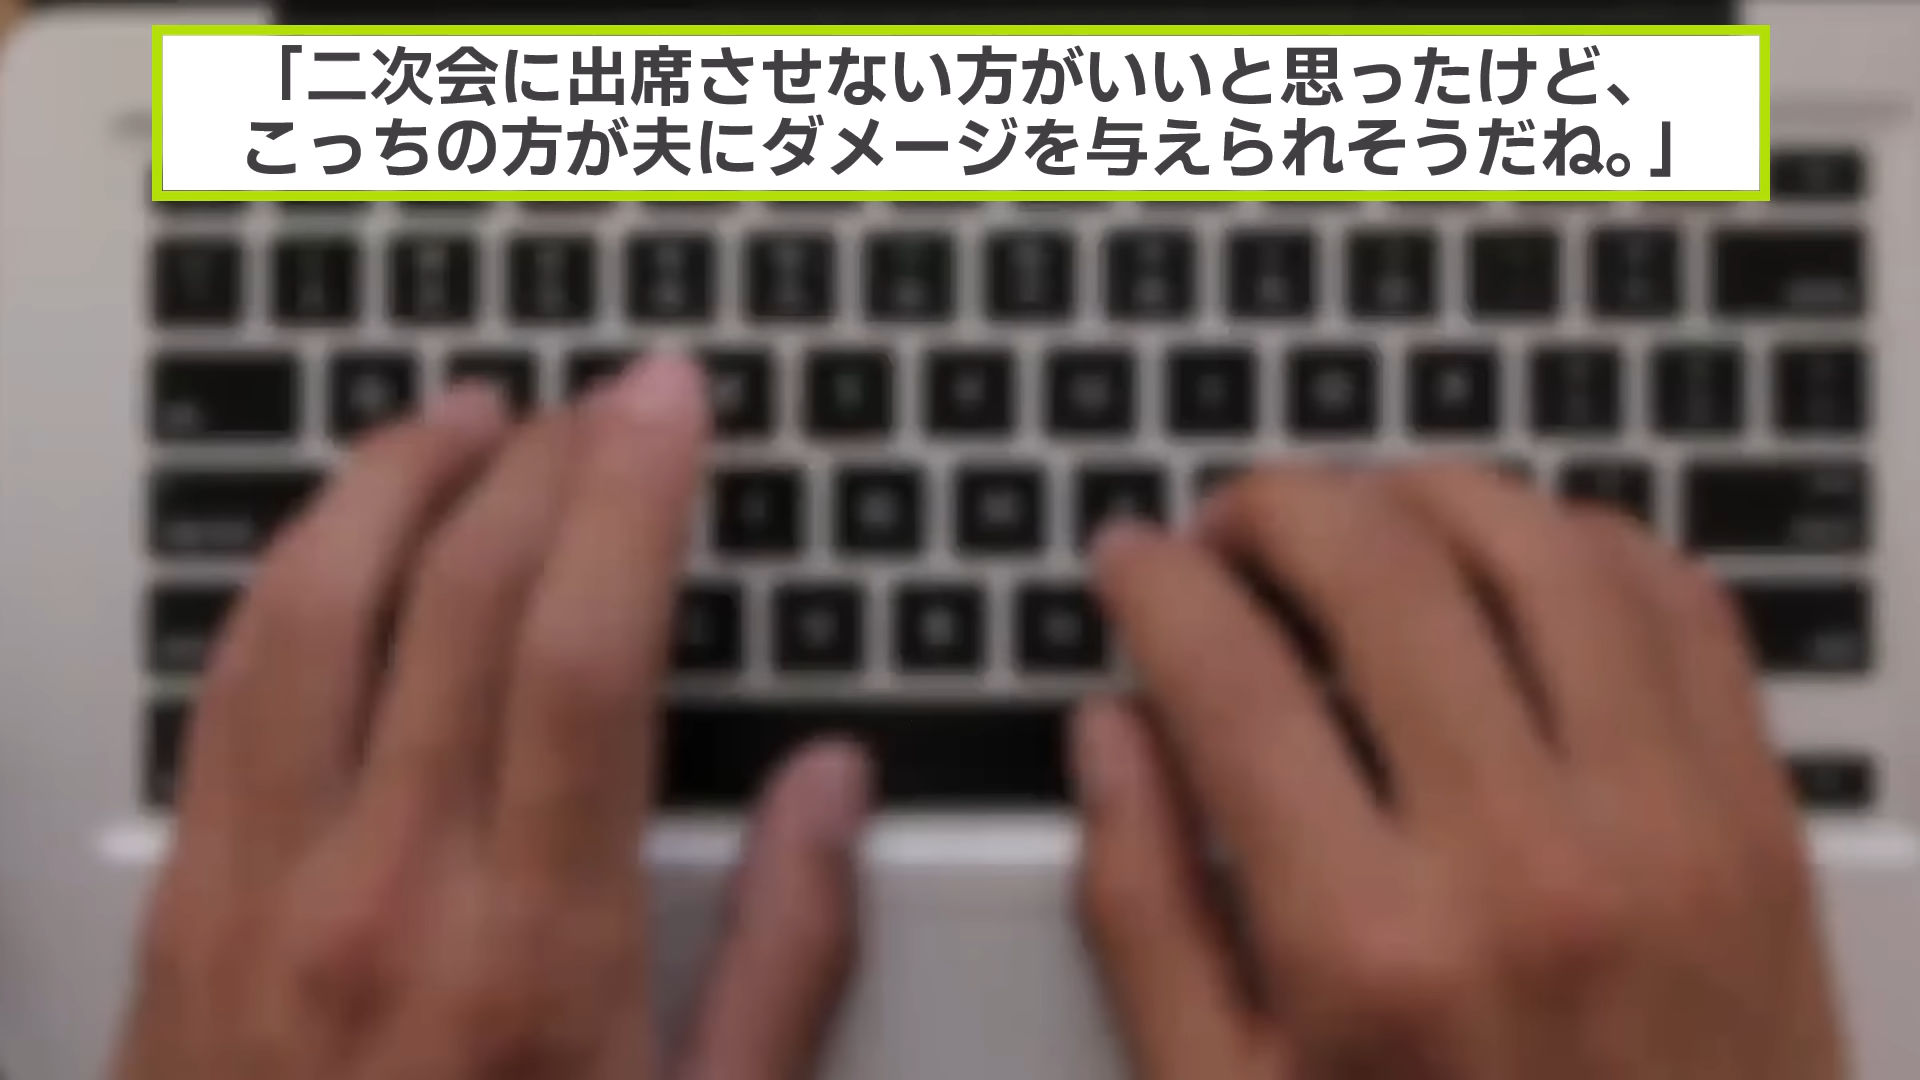 「二次会に出席させない方がいいと思ったけど、
こっちの方が夫にダメージを与えられそうだね。」